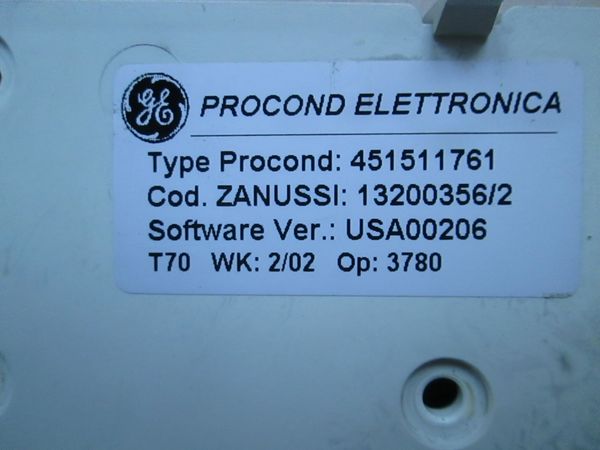 GE PROCOND ELETTRONICA
Type Procond: 451511761
Cod. ZANUSSI: 13200356/2
Software Ver.: USA00206
T70 WK: 2/02 Op: 3780